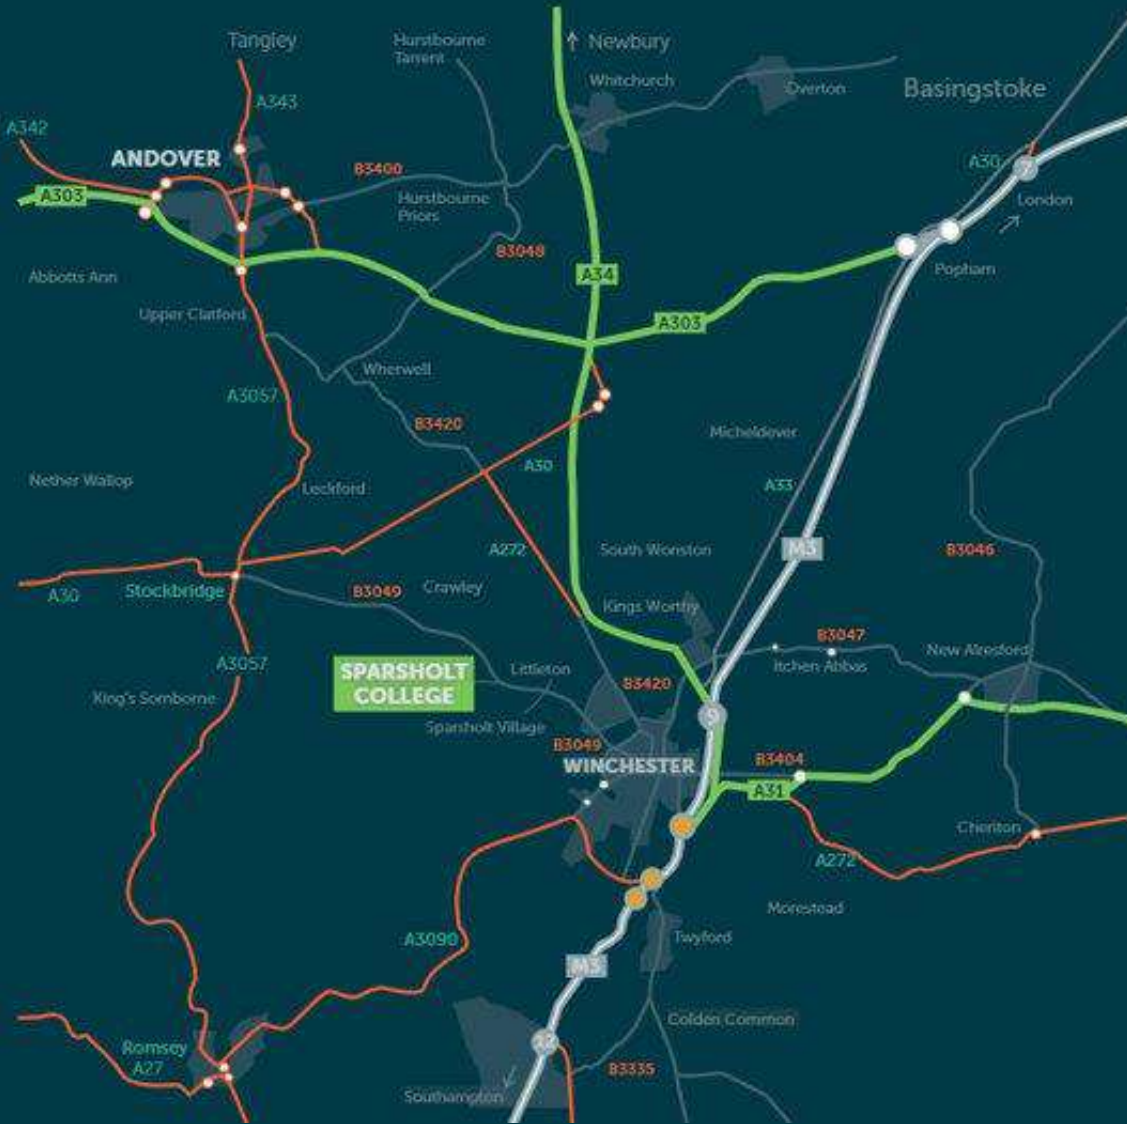 Tangley
Hurstbourne
Tarrent
Newbury
Whitchurch
Overton
Basingstoke
A343
A342
ANDOVER
B3400
A30
7
A303
Hurstbourne
Priors
London
B3048
A34
Popham
Abbotts Ann
Upper Clatford
A303
Wherwell
A3057
B3420
Micheldever
A30
Nether Wallop
Leckford
A33
A272
South Wonston
M3
B3046
A30
Stockbridge
B3049
Crawley
Kings Worthy
B3047
A3057
SPARSHOLT
COLLEGE
Littleton
Itchen Abbas
New Alresford
B3420
King's Somborne
9
Sparsholt Village
B3049
WINCHESTER
B3404
A31
Cheriton
A272
Morestead
A3090
Twyford
M3
Colden Common
Romsey
A27
B3335
Southampton